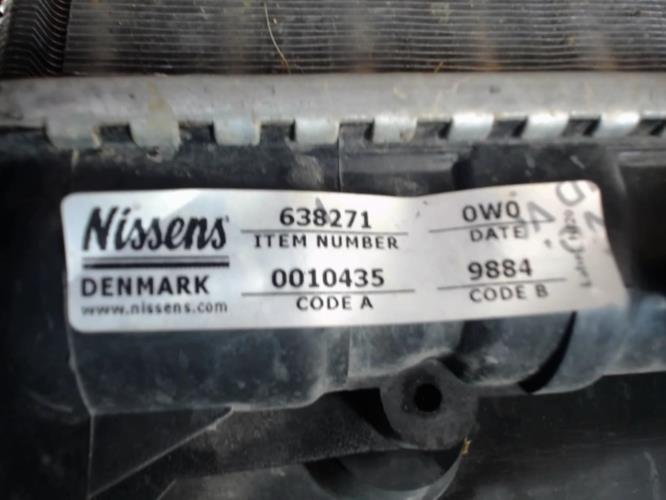 Nissens
DENMARK
www.nissens.com
638271
ITEM NUMBER
0010435
CODE A
0W0
DATE
9884
CODE B